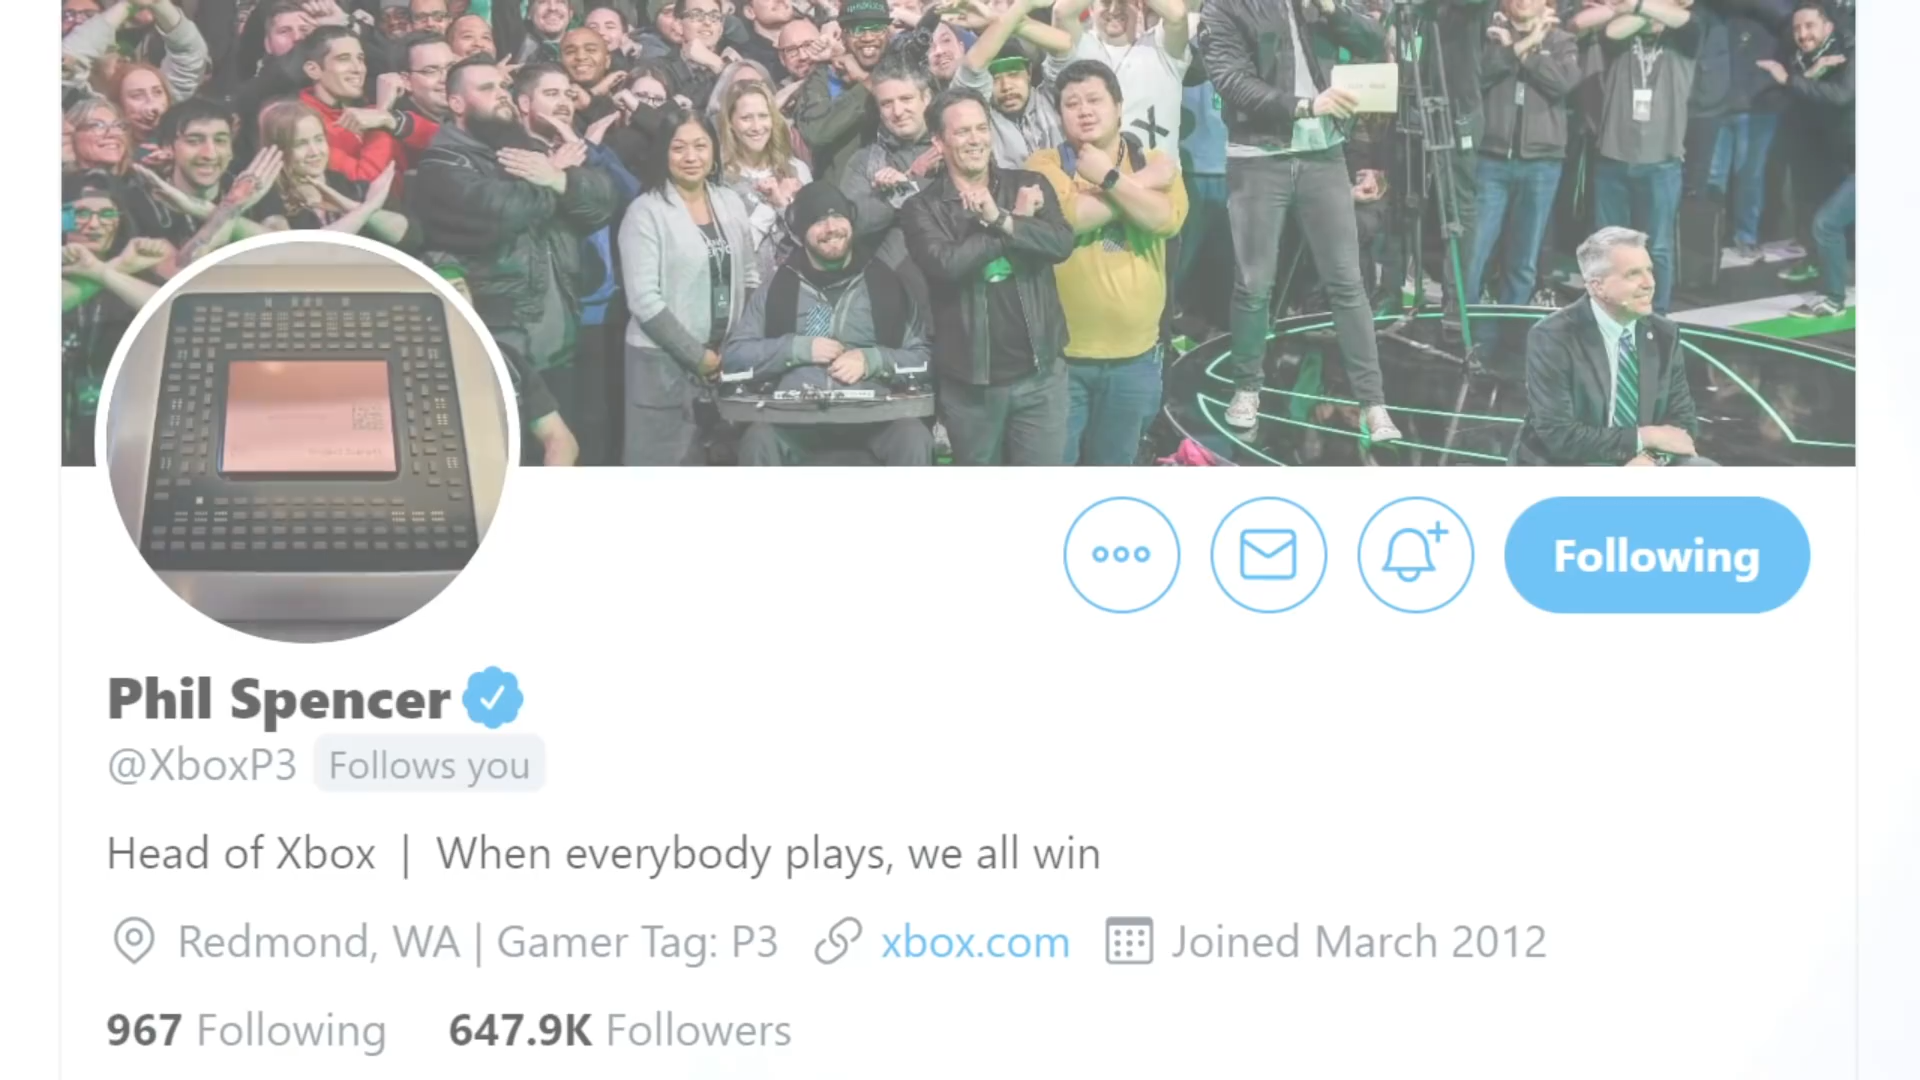 Following
Phil Spencer
@XboxP3 Follows you
Head of Xbox | When everybody plays, we all win
Redmond, WA | Gamer Tag: P3 xbox.com Joined March 2012
967 Following 647.9K Followers